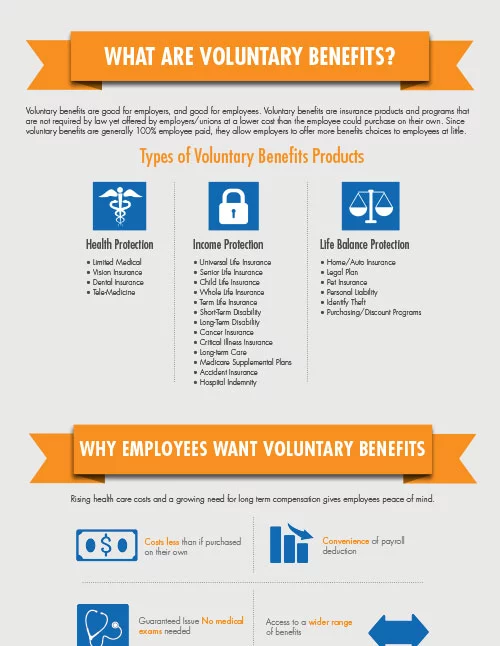 WHAT ARE VOLUNTARY BENEFITS?
Voluntary benefits are good for employers, and good for employees. Voluntary benefits are insurance products and programs that
are not required by law yet offered by employers/unions at a lower cost than the employee could purchase on their own. Since
voluntary benefits are generally 100% employee paid, they allow employers to offer more benefits choices to employees at little.
Types of Voluntary Benefits Products
Health Protection
• Limited Medical
• Vision Insurance
• Dental Insurance
• Tele-Medicine
Income Protection
• Universal Life Insurance
• Senior Life Insurance
• Child Life Insurance
• Whole Life Insurance
• Term Life Insurance
• Short-Term Disability
• Long-Term Disability
• Cancer Insurance
• Critical Illness Insurance
• Long-term Care
• Medicare Supplemental Plans
• Accident Insurance
• Hospital Indemnity
Life Balance Protection
• Home/Auto Insurance
• Legal Plan
• Pet Insurance
• Personal Liability
• Identify Theft
• Purchasing/Discount Programs
WHY EMPLOYEES WANT VOLUNTARY BENEFITS
Rising health care costs and a growing need for long term compensation gives employees peace of mind.
$
Costs less than if purchased
on their own
Convenience of payroll
deduction
Guaranteed Issue No medical
exams needed
Access to a wider range
of benefits